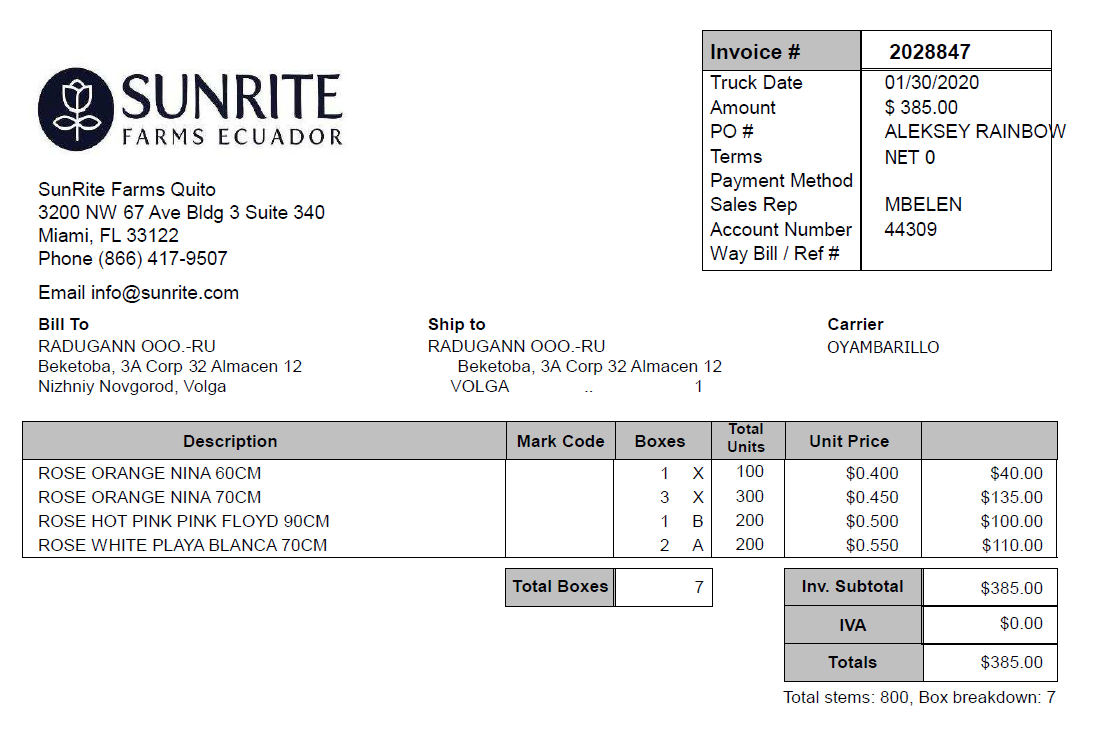 SUNRITE
FARMS ECUADOR
SunRite Farms Quito
3200 NW 67 Ave Bldg 3 Suite 340
Miami, FL 33122
Phone (866) 417-9507
Email info@sunrite.com
Invoice # 2028847
Truck Date 01/30/2020
Amount $ 385.00
PO # ALEKSEY RAINBOW
Terms NET 0
Payment Method
Sales Rep MBELEN
Account Number 44309
Way Bill / Ref #
Bill To
RADUGANN OOO.-RU
Beketoba, 3A Corp 32 Almacen 12
Nizhniy Novgorod, Volga
Ship to
RADUGANN OOO.-RU
Beketoba, 3A Corp 32 Almacen 12
VOLGA .. 1
Carrier
OYAMBARILLO
Description Mark Code Boxes Total Units Unit Price
ROSE ORANGE NINA 60CM 1 X 100 $0.400 $40.00
ROSE ORANGE NINA 70CM 3 X 300 $0.450 $135.00
ROSE HOT PINK PINK FLOYD 90CM 1 B 200 $0.500 $100.00
ROSE WHITE PLAYA BLANCA 70CM 2 A 200 $0.550 $110.00
Total Boxes 7
Inv. Subtotal $385.00
IVA $0.00
Totals $385.00
Total stems: 800, Box breakdown: 7